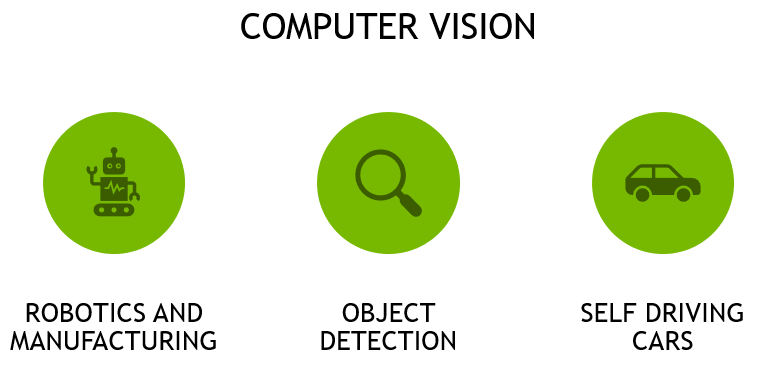 COMPUTER VISION
ROBOTICS AND
MANUFACTURING
OBJECT
DETECTION
SELF DRIVING
CARS